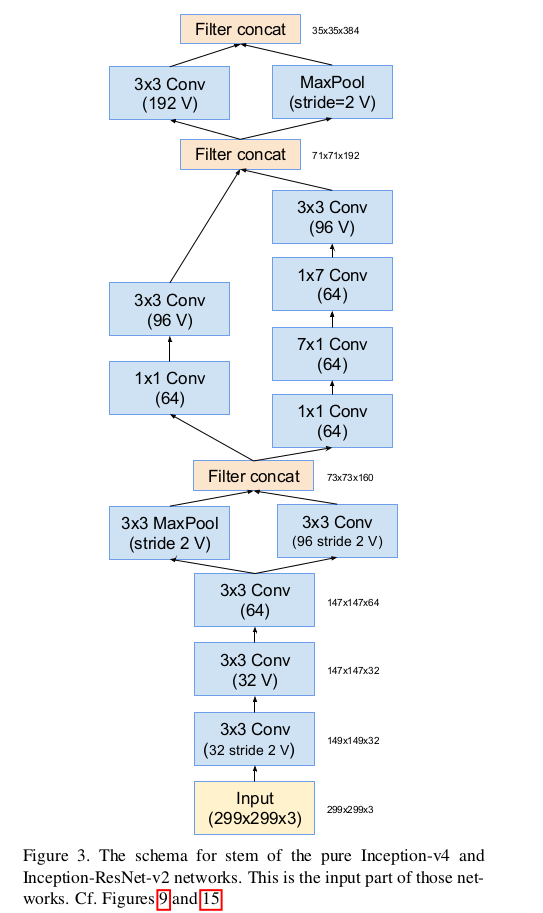 Filter concat
35x35x384
3x3 Conv
(192 V)
MaxPool
(stride=2 V)
Filter concat
71x71x192
3x3 Conv
(96 V)
1x7 Conv
(64)
3x3 Conv
(96 V)
7x1 Conv
(64)
1x1 Conv
(64)
1x1 Conv
(64)
Filter concat
73x73x160
3x3 MaxPool
(stride 2 V)
3x3 Conv
(96 stride 2 V)
3x3 Conv
(64)
147x147x64
3x3 Conv
(32 V)
147x147x32
3x3 Conv
(32 stride 2 V)
149x149x32
Input
(299x299x3)
299x299x3
Figure 3. The schema for stem of the pure Inception-v4 and
Inception-ResNet-v2 networks. This is the input part of those net-
works. Cf. Figures 9 and 15